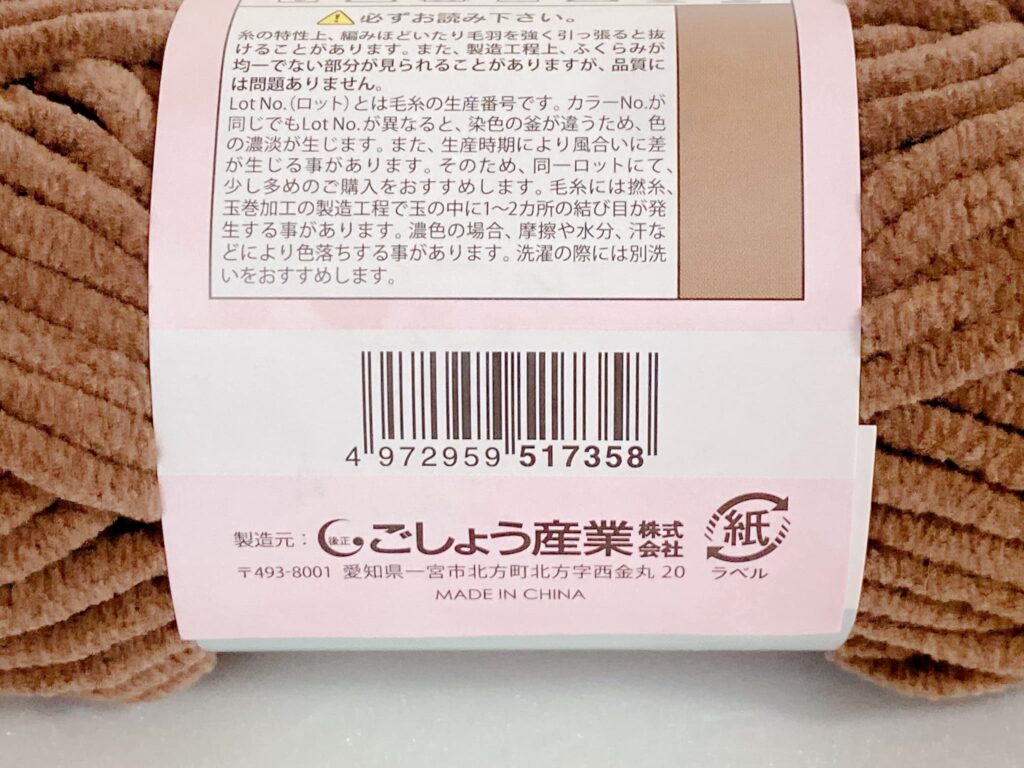 必ずお読み下さい。
糸の特性上、編みほどいたり毛羽を強く引っ張ると抜
けることがあります。また、製造工程上、ふくらみが
均一でない部分が見られることがありますが、品質に
は問題ありません。
Lot No.（ロット）とは毛糸の生産番号です。カラーNo.が
同じでもLot No.が異なると、染色の釜が違うため、色
の濃淡が生じます。また、生産時期により風合いに差
が生じる事があります。そのため、同一ロットにて、
少し多めのご購入をおすすめします。毛糸には撚糸、
玉巻加工の製造工程で玉の中に1〜2カ所の結び目が発
生する事があります。濃色の場合、摩擦や水分、汗な
どにより色落ちする事があります。洗濯の際には別洗
いをおすすめします。
4 972959 517358
製造元： 後正 ごしょう産業株式会社
〒493-8001 愛知県一宮市北方町北方字西金丸 20
MADE IN CHINA
紙
ラベル